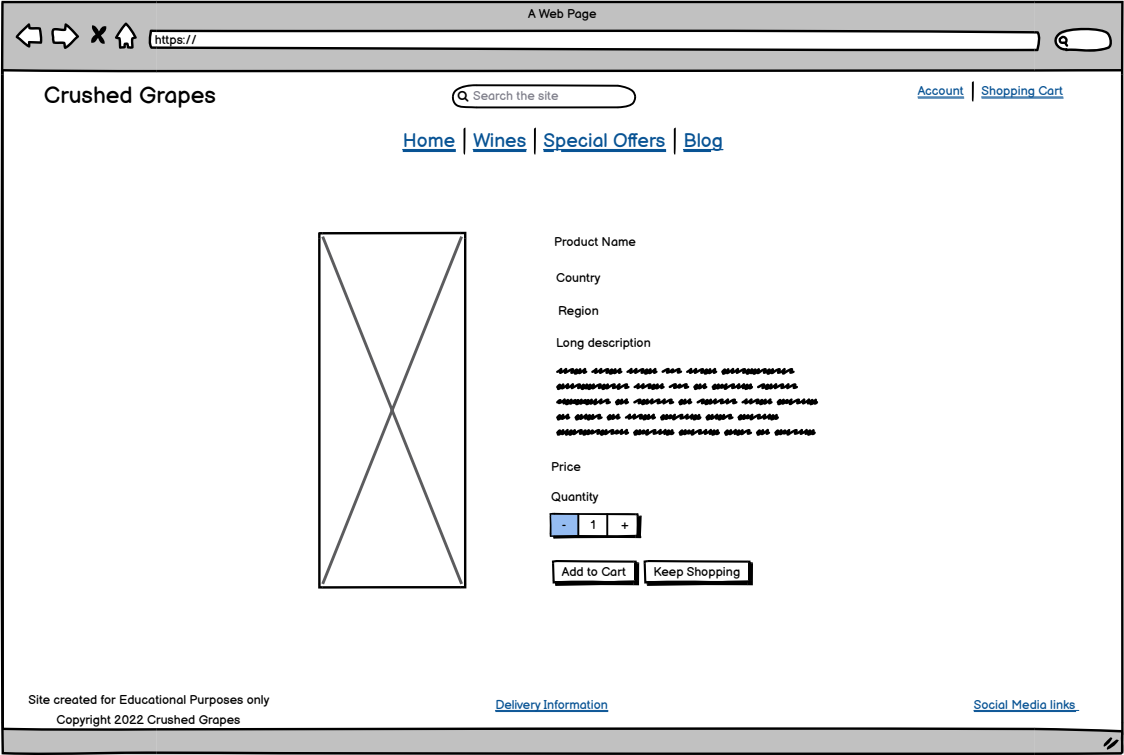 A Web Page
https://
Crushed Grapes
Search the site
Account | Shopping Cart
Home | Wines | Special Offers | Blog
Product Name
Country
Region
Long description
Price
Quantity
- 1 +
Add to Cart Keep Shopping
Site created for Educational Purposes only
Copyright 2022 Crushed Grapes
Delivery Information
Social Media links